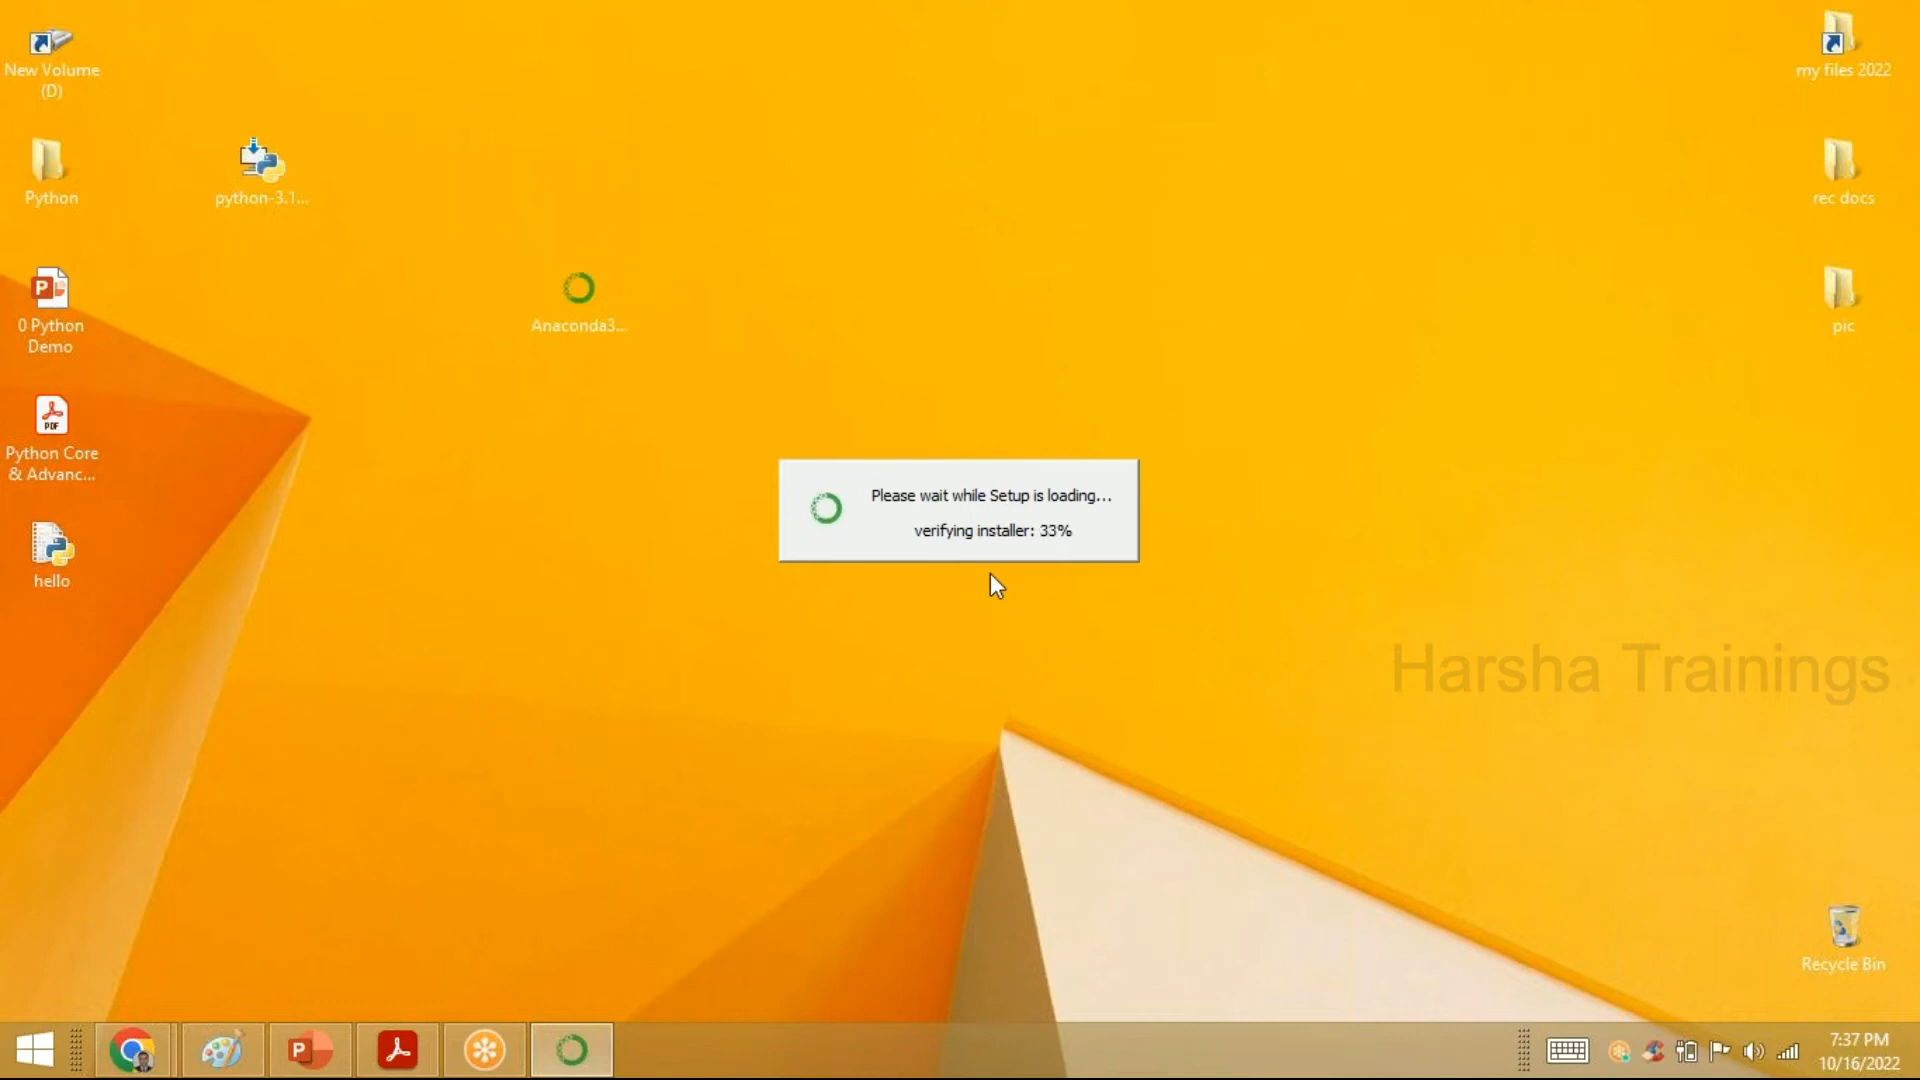 New Volume
(D)
Python
python-3.1...
0 Python
Demo
Anaconda3...
Python Core
& Advanc...
hello
Please wait while Setup is loading...
verifying installer: 33%
my files 2022
rec docs
pic
Harsha Trainings
Recycle Bin
7:37 PM
10/16/2022